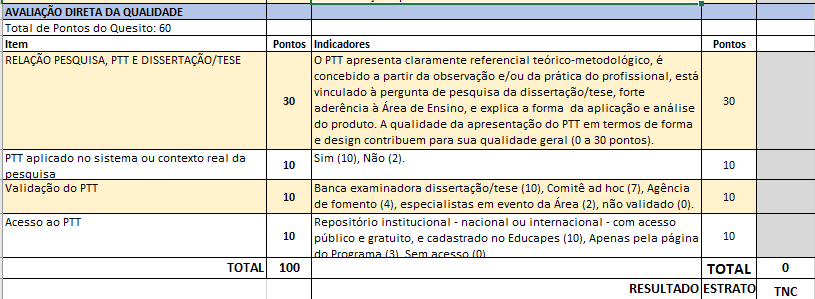 AVALIAÇÃO DIRETA DA QUALIDADE
Total de Pontos do Quesito: 60
Item Pontos Indicadores Pontos
RELAÇÃO PESQUISA, PTT E DISSERTAÇÃO/TESE
30
O PTT apresenta claramente referencial teórico-metodológico, é
concebido a partir da observação e/ou da prática do profissional, está
vinculado à pergunta de pesquisa da dissertação/tese, forte
aderência à Área de Ensino, e explica a forma da aplicação e análise
do produto. A qualidade da apresentação do PTT em termos de forma
e design contribuem para sua qualidade geral (0 a 30 pontos).
30
PTT aplicado no sistema ou contexto real da
pesquisa
10
Sim (10), Não (2).
10
Validação do PTT
10
Banca examinadora dissertação/tese (10), Comitê ad hoc (7), Agência
de fomento (4), especialistas em evento da Área (2), não validado (0).
10
Acesso ao PTT
10
Repositório institucional - nacional ou internacional - com acesso
público e gratuito, e cadastrado no Educapes (10), Apenas pela página
do Programa (3), Sem acesso (0)
10
TOTAL 100 TOTAL 0
RESULTADO ESTRATO TNC